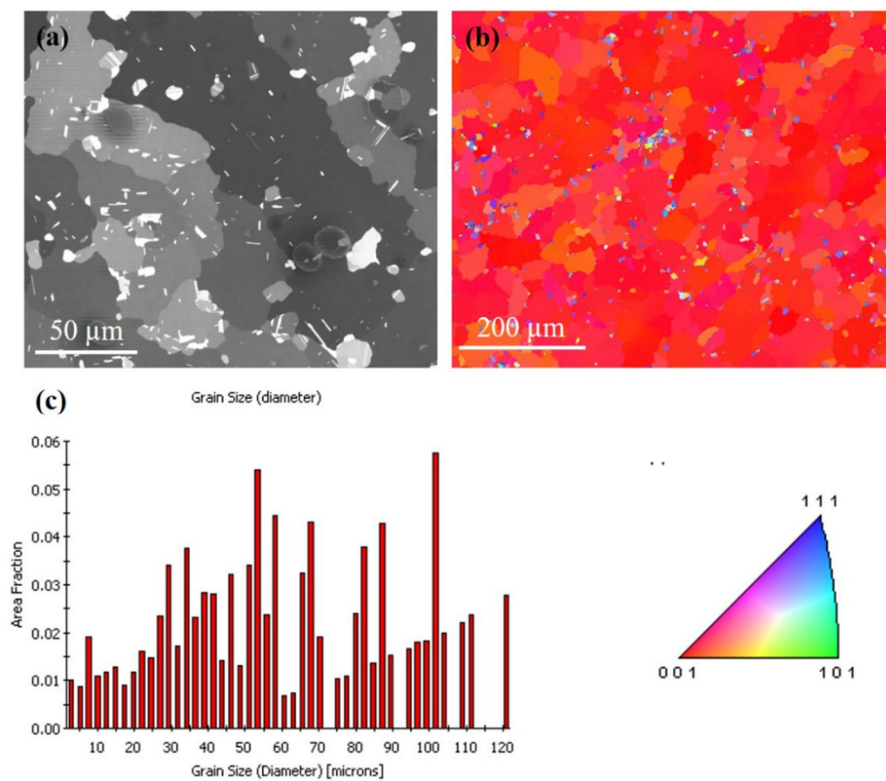 (a)
50 µm
(b)
200 µm
(c)
Grain Size (diameter)
0.06
0.05
0.04
0.03
0.02
0.01
0.00
Area Fraction
10 20 30 40 50 60 70 80 90 100 110 120
Grain Size (Diameter) [microns]
1 1 1
0 0 1
1 0 1